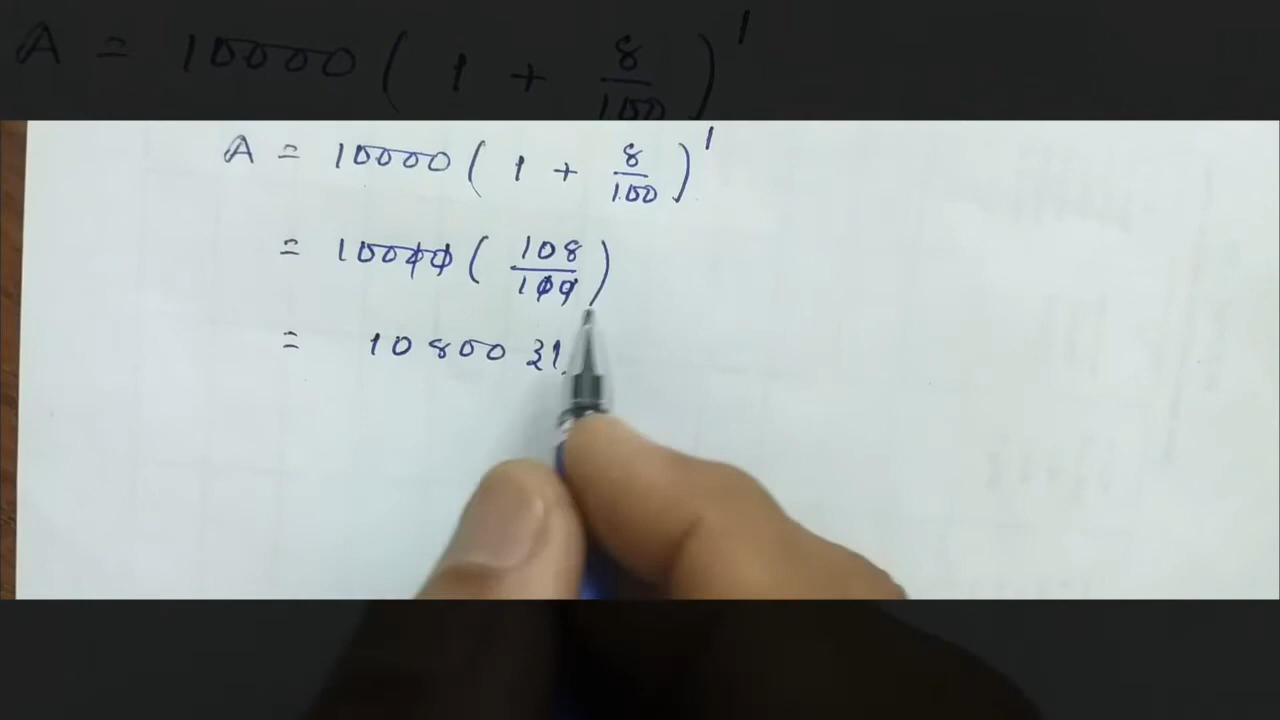 A = 10000 ( 1 + 8/100 )¹
A = 10000 ( 1 + 8/100 )¹
= 10000 ( 108/100 )
= 10800